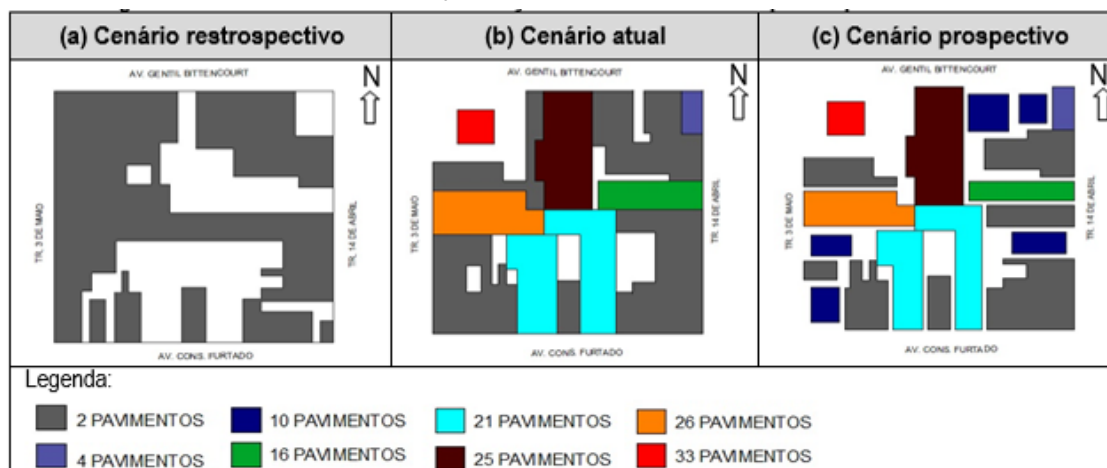 (a) Cenário restrospectivo
(b) Cenário atual
(c) Cenário prospectivo
AV. GENTIL BITTENCOURT
N
TR. 3 DE MAIO
TR. 14 DE ABRIL
AV. CONS. FURTADO
AV. GENTIL BITTENCOURT
N
TR. 3 DE MAIO
TR. 14 DE ABRIL
AV. CONS. FURTADO
AV. GENTIL BITTENCOURT
N
TR. 3 DE MAIO
TR. 14 DE ABRIL
AV. CONS. FURTADO
Legenda:
2 PAVIMENTOS
10 PAVIMENTOS
21 PAVIMENTOS
26 PAVIMENTOS
4 PAVIMENTOS
16 PAVIMENTOS
25 PAVIMENTOS
33 PAVIMENTOS